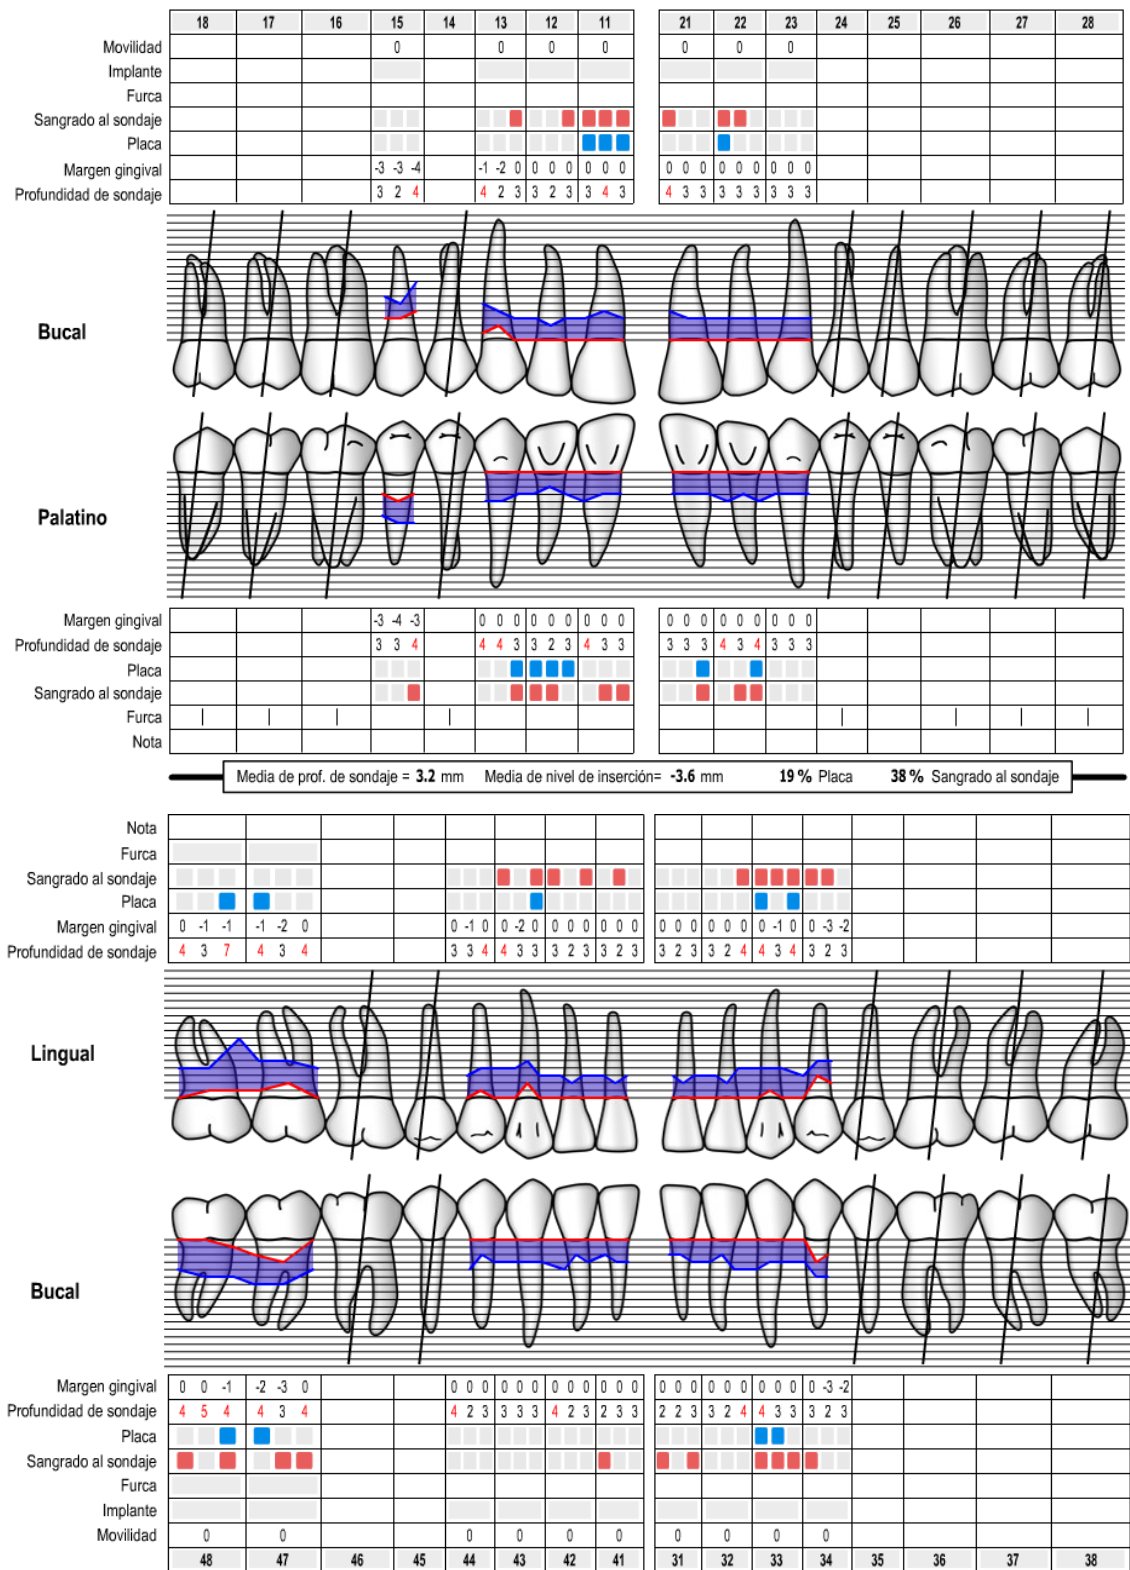 18 17 16 15 14 13 12 11 21 22 23 24 25 26 27 28
Movilidad 0 0 0 0 0 0 0
Implante
Furca
Sangrado al sondaje
Placa
Margen gingival -3 -3 -4 -1 -2 0 0 0 0 0 0 0 0 0 0 0 0 0 0 0 0
Profundidad de sondaje 3 2 4 4 2 3 3 2 3 3 4 3 4 3 3 3 3 3 3 3 3
Bucal
Palatino
Margen gingival -3 -4 -3 0 0 0 0 0 0 0 0 0 0 0 0 0 0 0 0 0 0
Profundidad de sondaje 3 3 4 4 4 3 3 2 3 4 3 3 3 3 3 4 3 4 3 3 3
Placa
Sangrado al sondaje
Furca
Nota
Media de prof. de sondaje = 3.2 mm Media de nivel de inserción= -3.6 mm 19 % Placa 38 % Sangrado al sondaje
Nota
Furca
Sangrado al sondaje
Placa
Margen gingival 0 -1 -1 -1 -2 0 0 -1 0 0 -2 0 0 0 0 0 0 0 0 0 0 0 0 0 0 -1 0 0 -3 -2
Profundidad de sondaje 4 3 7 4 3 4 3 3 4 4 3 3 3 2 3 3 2 3 3 2 3 3 2 4 4 3 4 3 2 3
Lingual
Bucal
Margen gingival 0 0 -1 -2 -3 0 0 0 0 0 0 0 0 0 0 0 0 0 0 0 0 0 0 0 0 0 0 0 -3 -2
Profundidad de sondaje 4 5 4 4 3 4 4 2 3 3 3 3 4 2 3 2 3 3 2 2 3 3 2 4 4 3 3 3 2 3
Placa
Sangrado al sondaje
Furca
Implante
Movilidad 0 0 0 0 0 0 0 0 0 0
48 47 46 45 44 43 42 41 31 32 33 34 35 36 37 38